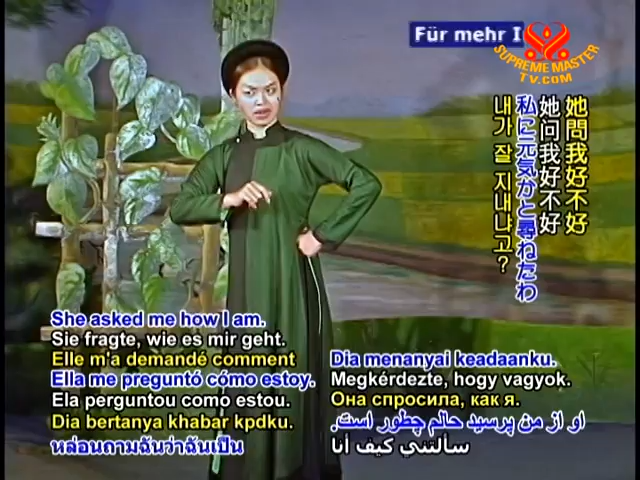 Für mehr I
SUPREME MASTER
TV.COM
她問我好不好
她问我好不好
私に元気かと尋ねたわ
내가 잘 지내냐고?
She asked me how I am.
Sie fragte, wie es mir geht.
Elle m'a demandé comment
Ella me preguntó cómo estoy.
Ela perguntou como estou.
Dia bertanya khabar kpdku.
หล่อนถามฉันว่าฉันเป็น
Dia menanyai keadaanku.
Megkérdezte, hogy vagyok.
Она спросила, как я.
او از من پرسید حالم چطور است.
سألتني كيف أنا